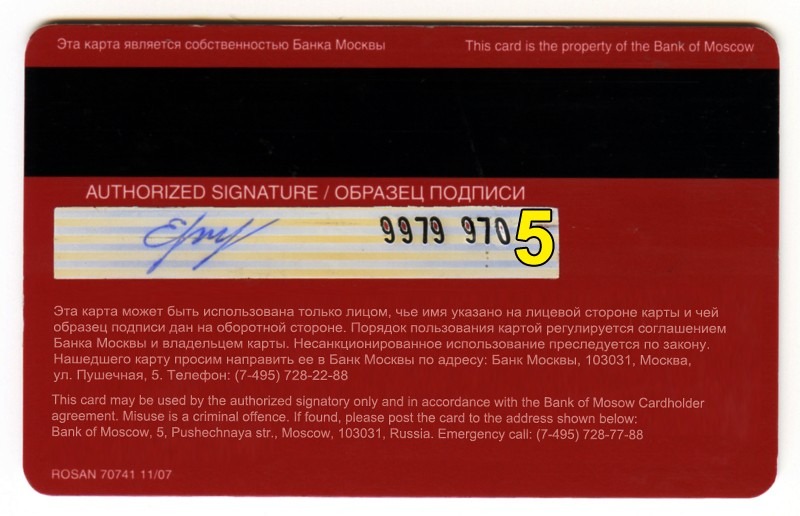 Эта карта является собственностью Банка Москвы
This card is the property of the Bank of Moscow
AUTHORIZED SIGNATURE / ОБРАЗЕЦ ПОДПИСИ
9979 9705
Эта карта может быть использована только лицом, чье имя указано на лицевой стороне карты и чей
образец подписи дан на оборотной стороне. Порядок пользования картой регулируется соглашением
Банка Москвы и владельцем карты. Несанкционированное использование преследуется по закону.
Нашедшего карту просим направить ее в Банк Москвы по адресу: Банк Москвы, 103031, Москва,
ул. Пушечная, 5. Телефон: (7-495) 728-22-88
This card may be used by the authorized signatory only and in accordance with the Bank of Mosow Cardholder
agreement. Misuse is a criminal offence. If found, please post the card to the address shown below:
Bank of Moscow, 5, Pushechnaya str., Moscow, 103031, Russia. Emergency call: (7-495) 728-77-88
ROSAN 70741 11/07